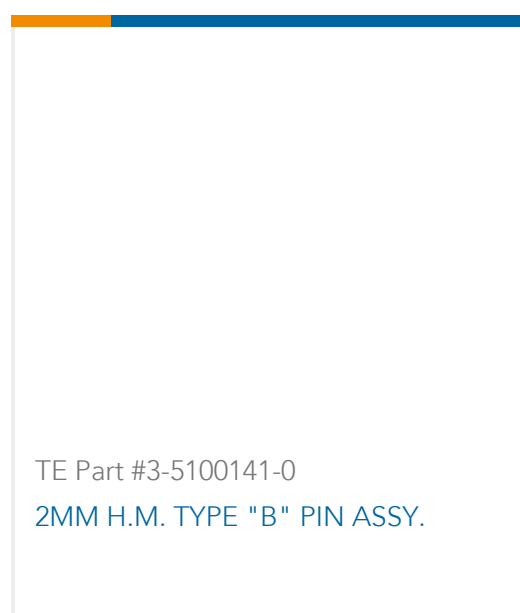 TE Part #3-5100141-0
2MM H.M. TYPE "B" PIN ASSY.